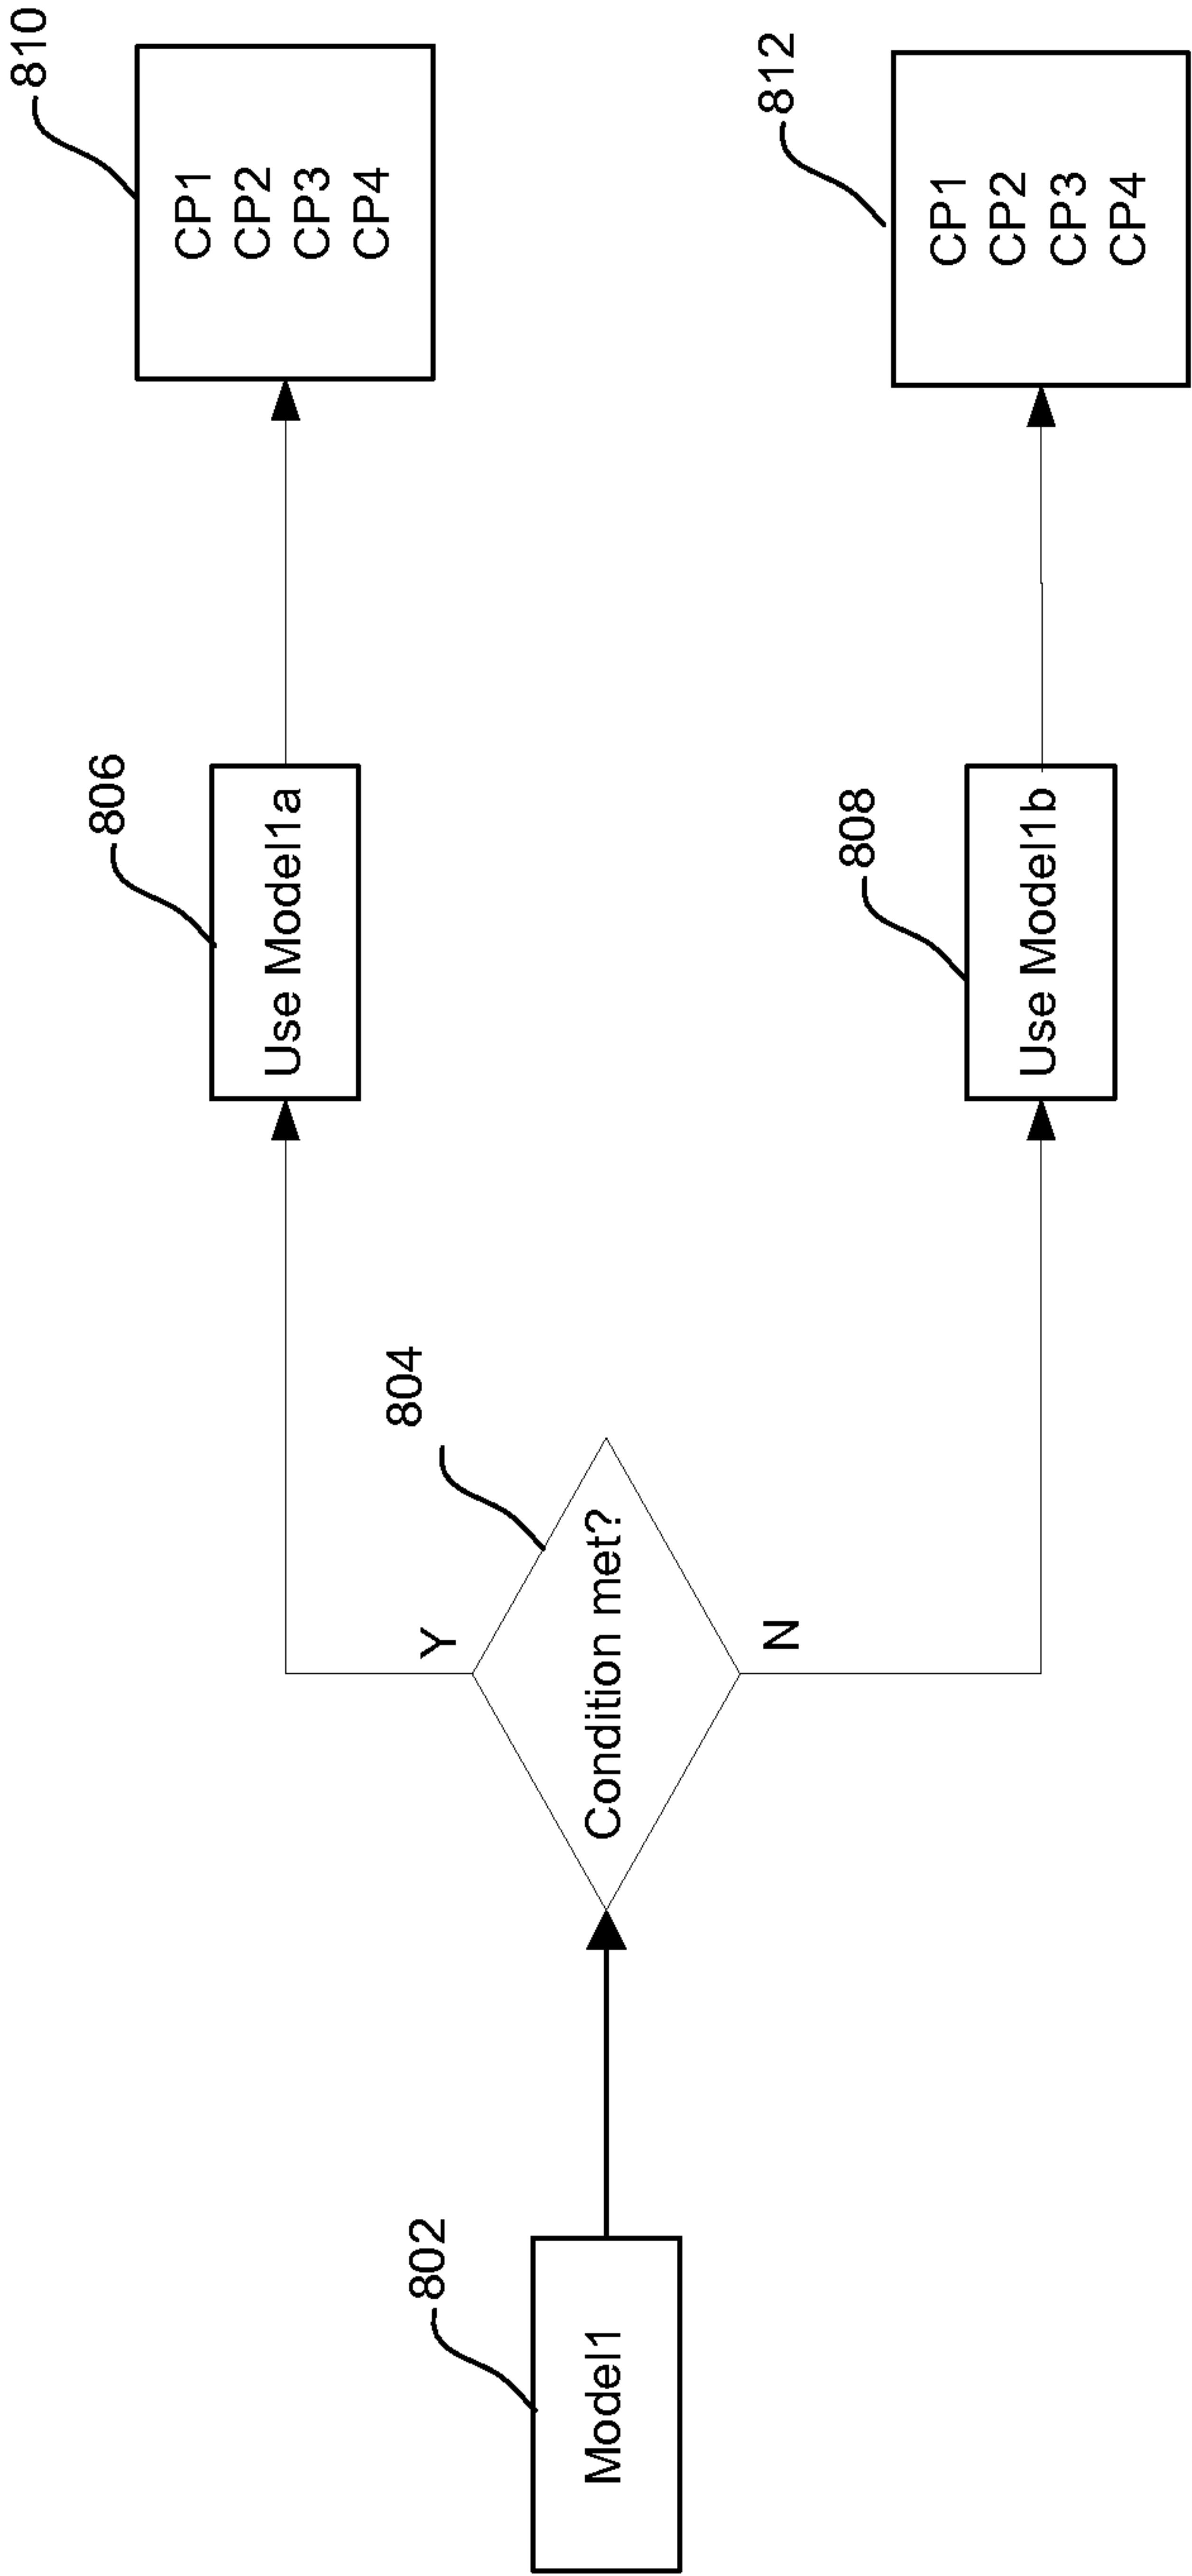 802
Model1
804
Condition met?
Y
N
806
Use Model1a
808
Use Model1b
810
CP1
CP2
CP3
CP4
812
CP1
CP2
CP3
CP4